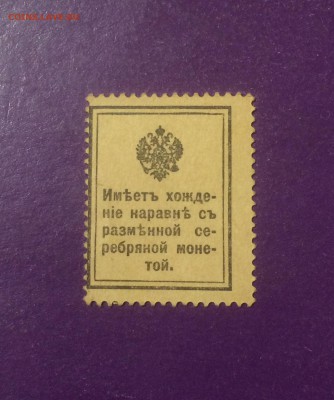 Имѣетъ хожде-
ніе наравнѣ съ
размѣнной се-
ребряной моне-
той.